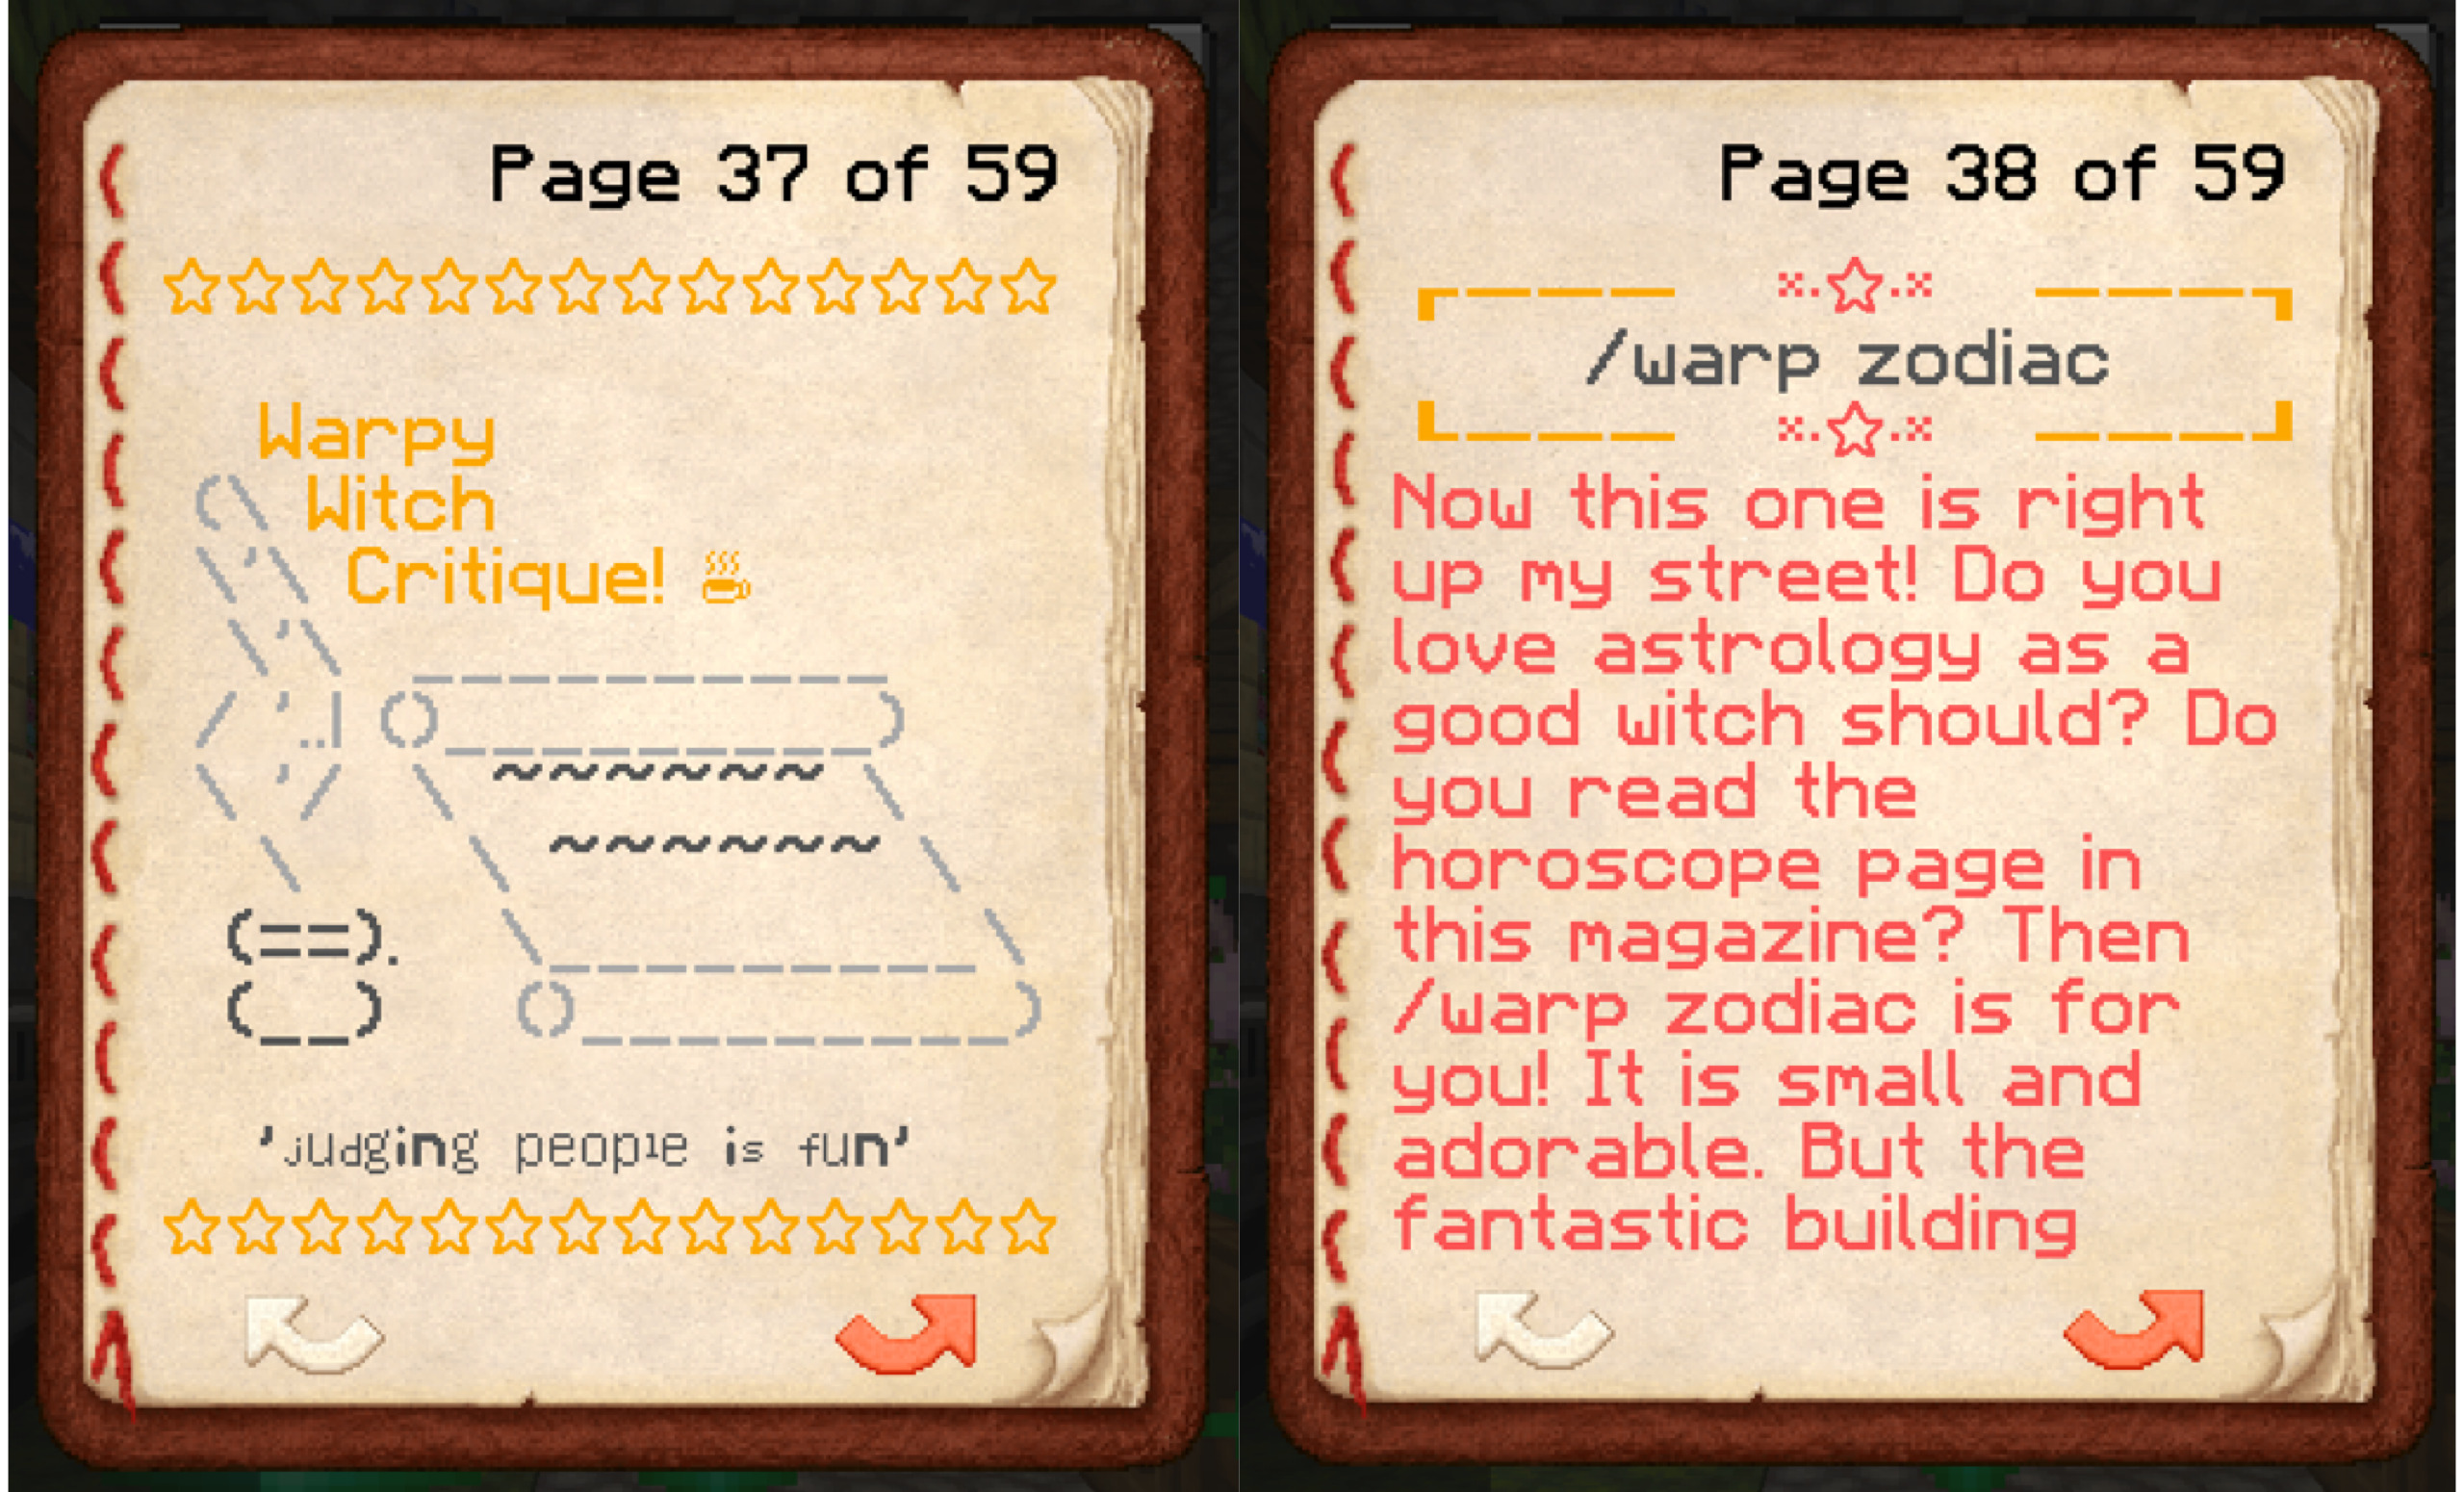 Page 37 of 59
☆☆☆☆☆☆☆☆☆☆☆☆☆☆
Warpy
Witch
Critique! ☕
'judging people is fun'
☆☆☆☆☆☆☆☆☆☆☆☆☆☆
Page 38 of 59
/warp zodiac
Now this one is right
up my street! Do you
love astrology as a
good witch should? Do
you read the
horoscope page in
this magazine? Then
/warp zodiac is for
you! It is small and
adorable. But the
fantastic building